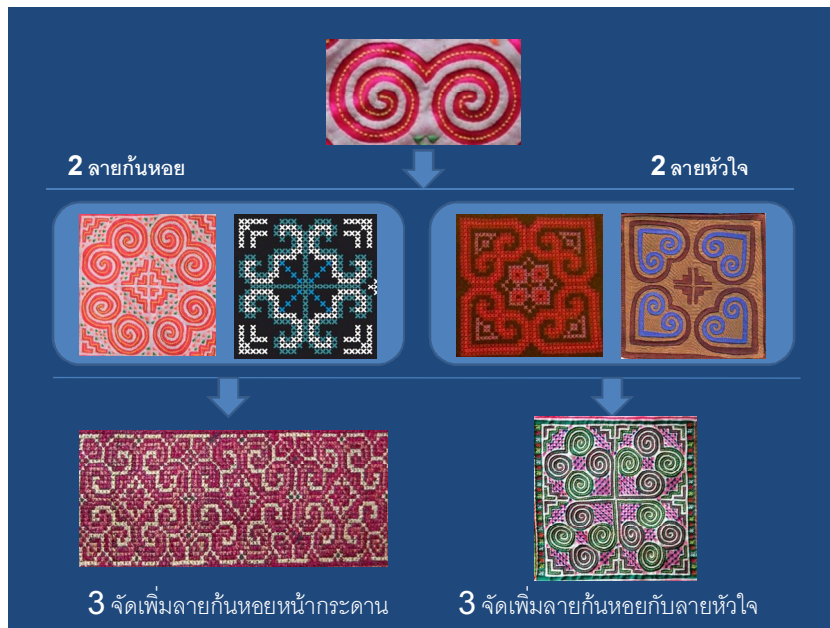 2 ลายก้นหอย
2 ลายหัวใจ
3 จัดเพิ่มลายก้นหอยหน้ากระดาน
3 จัดเพิ่มลายก้นหอยกับลายหัวใจ